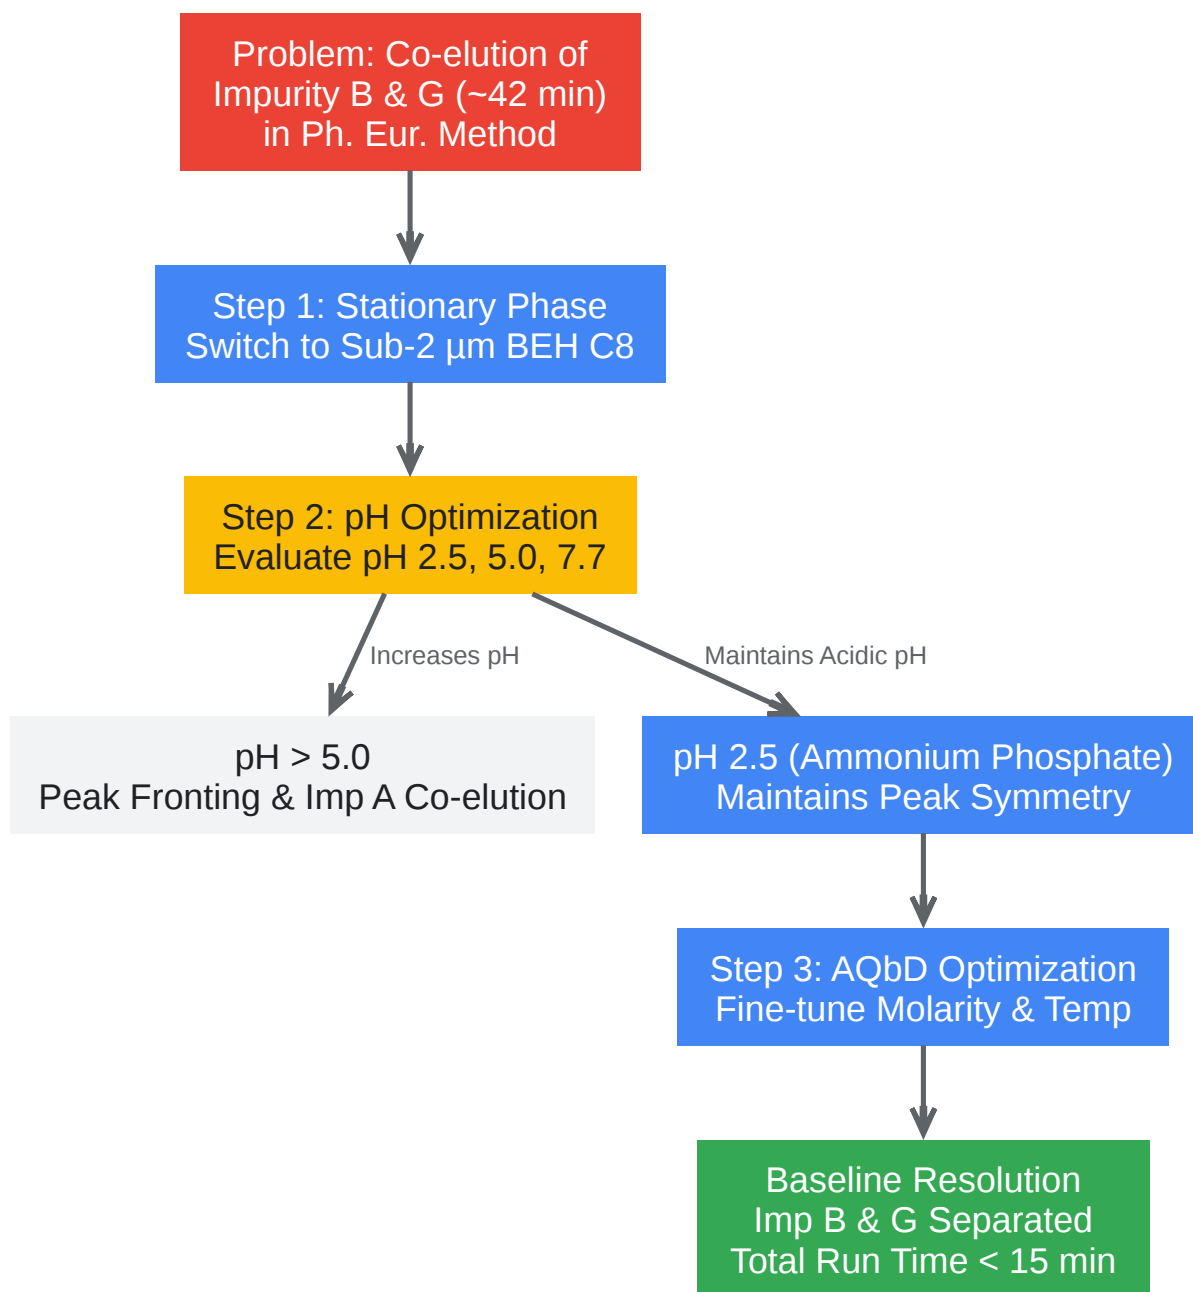 Problem: Co-elution of
Impurity B & G (~42 min)
in Ph. Eur. Method
Step 1: Stationary Phase
Switch to Sub-2 µm BEH C8
Step 2: pH Optimization
Evaluate pH 2.5, 5.0, 7.7
Increases pH
Maintains Acidic pH
pH > 5.0
Peak Fronting & Imp A Co-elution
pH 2.5 (Ammonium Phosphate)
Maintains Peak Symmetry
Step 3: AQbD Optimization
Fine-tune Molarity & Temp
Baseline Resolution
Imp B & G Separated
Total Run Time < 15 min